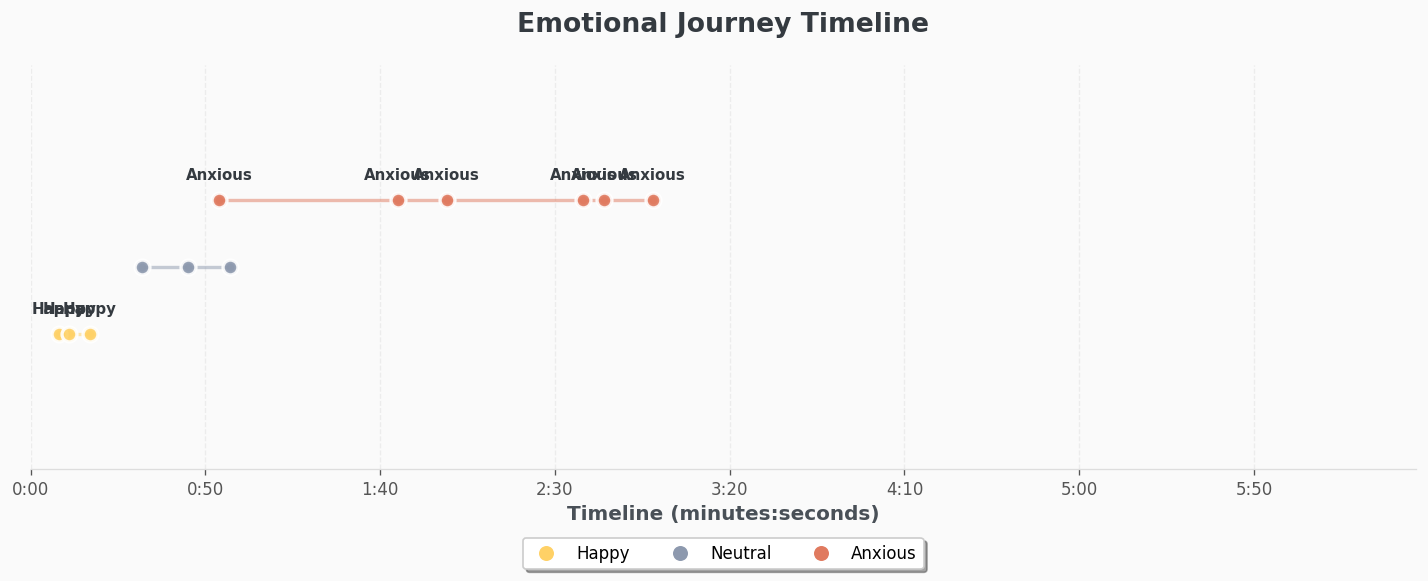 Emotional Journey Timeline
Anxious Anxious Anxious Anxious Anxious Anxious
Happy Happy Happy
0:00 0:50 1:40 2:30 3:20 4:10 5:00 5:50
Timeline (minutes:seconds)
Happy Neutral Anxious